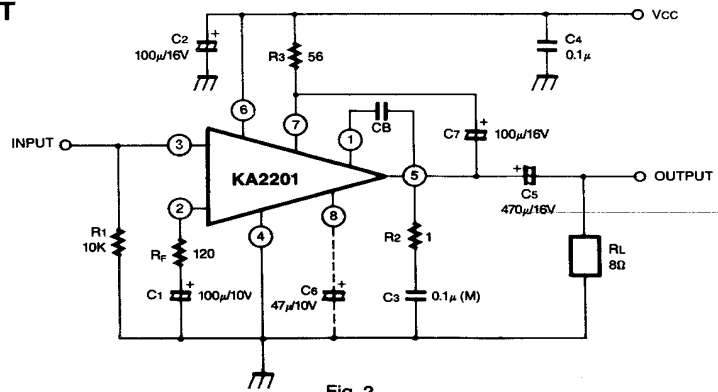 T
Vcc
C2
100μ/16V
R3 56
C4
0.1μ
6
7
1
CB
C7 100μ/16V
INPUT
3
KA2201
5
OUTPUT
C5
470μ/16V
2
8
4
R1
10K
RF 120
R2 1
RL
8Ω
C1 100μ/10V
C6
47μ/10V
C3 0.1μ (M)
Fig. 2